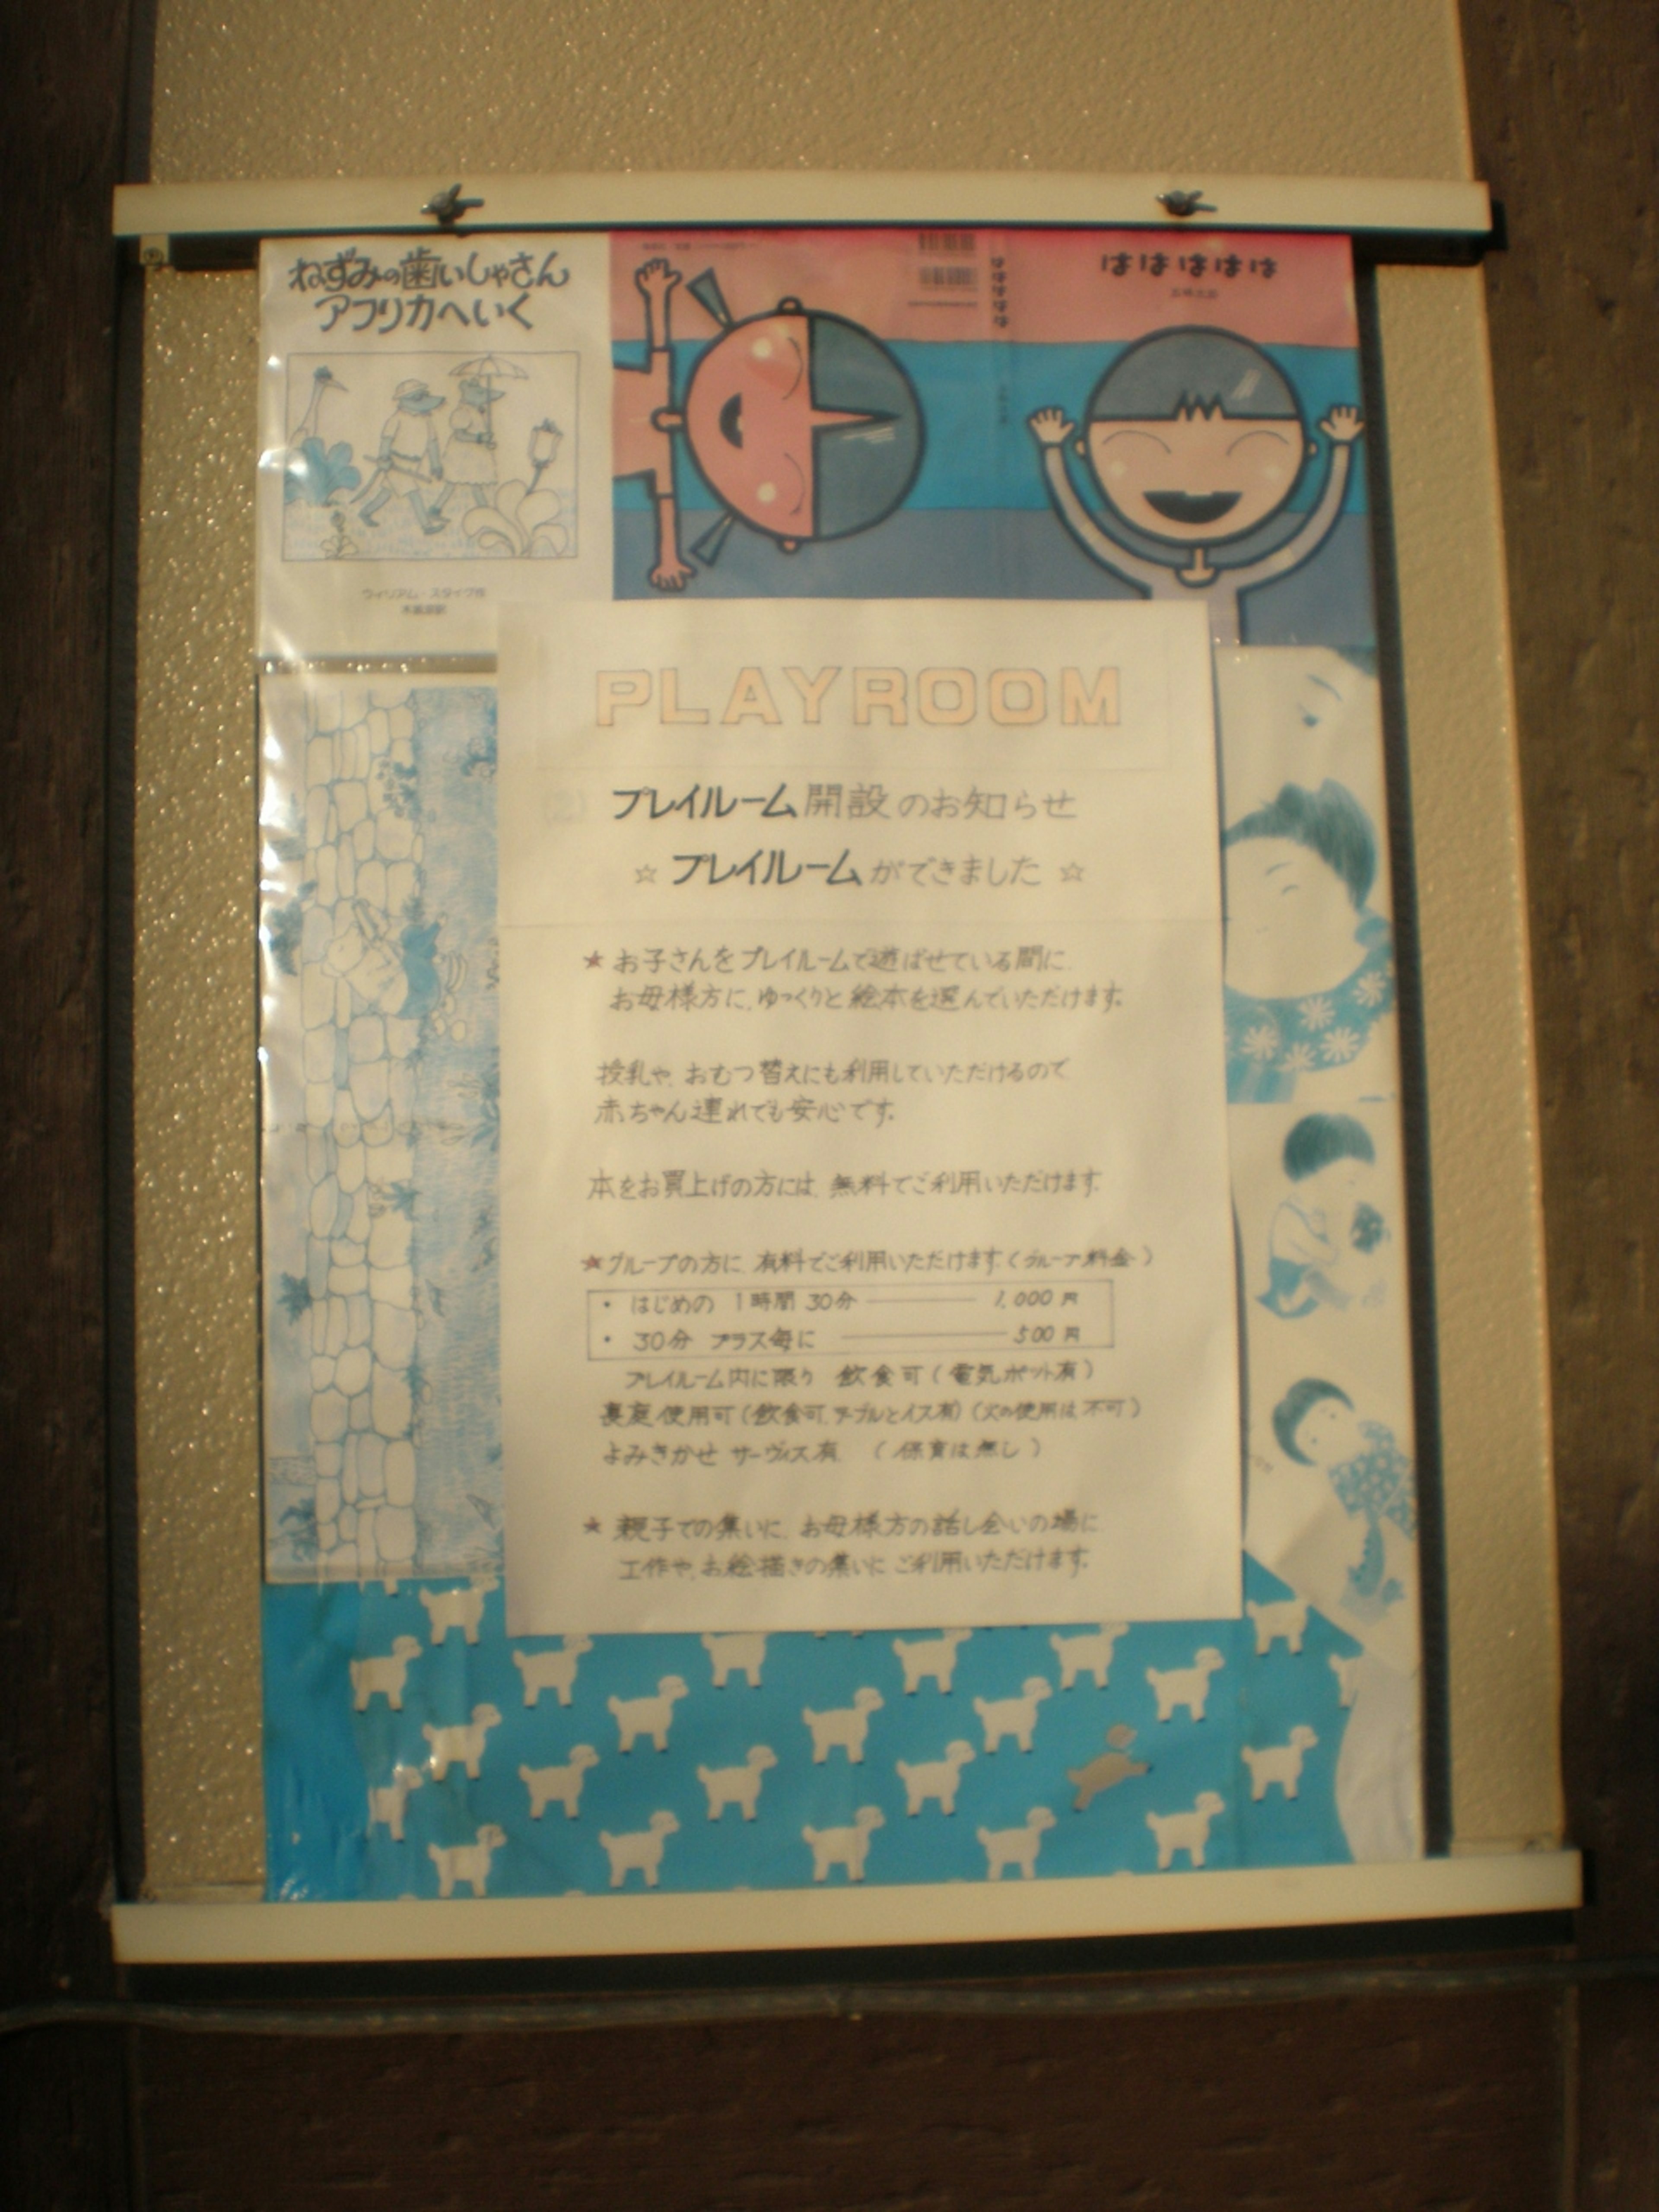 ねずみの歯いしゃさん
アフリカへいく
ウィリアム・スタイグ作
はははは​は
ははははは
PLAYROOM
プレイルーム開設のお知らせ
☆ プレイルームができました ☆
★ お子さんをプレイルームで遊ばせている間に
お母様方に、ゆっくりと絵本を選んでいただけます。
授乳や、おむつ替えにも利用していただけるので
赤ちゃん連れでも安心です。
本をお買上げの方には、無料でご利用いただけます。
★グループの方に、有料でご利用いただけます。(グループ料金)
・ はじめの 1時間 30分 ――― 1,000 円
・ 30分 プラス毎に ――― 500 円
プレイルーム内に限り 飲食可(電気ポット有)
裏庭使用可(飲食可、テーブルとイス有)(火の使用は不可)
よみきかせ サーヴィス有 (保育は無し)
★ 親子での集いに、お母様方の話し合いの場に
工作や、お絵描きの集いにご利用いただけます。